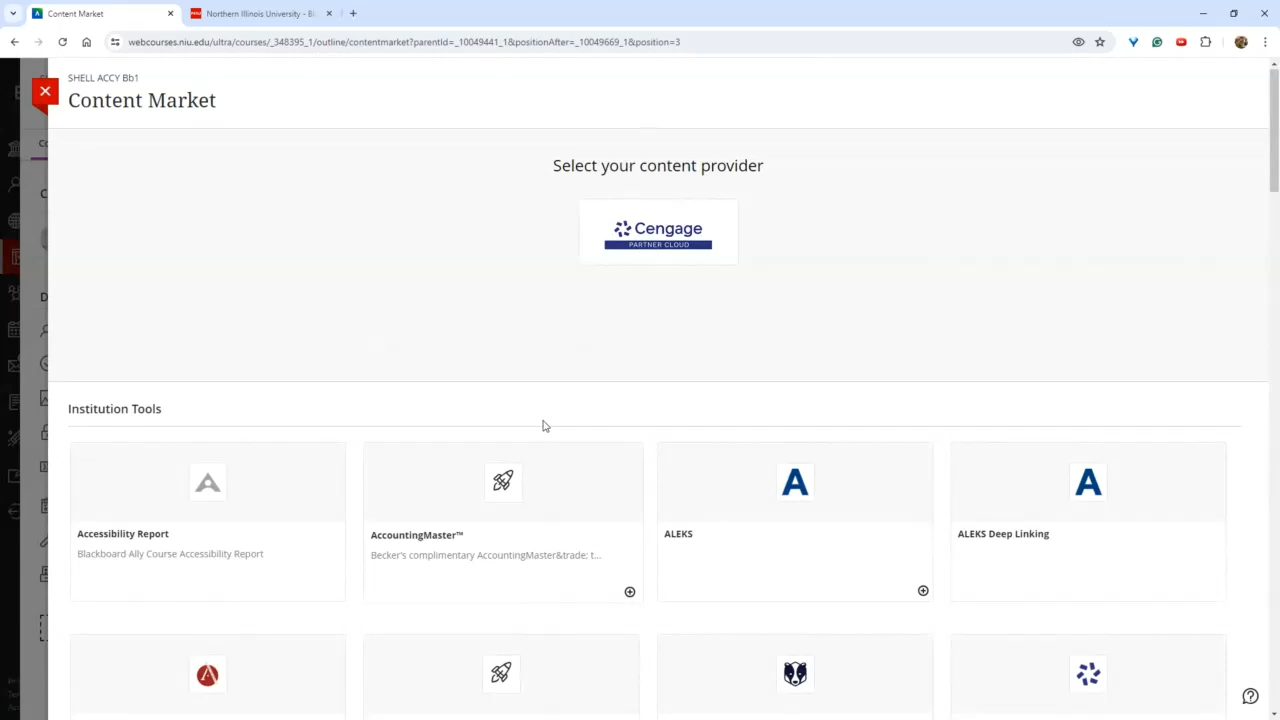 Content Market
Northern Illinois University - Bl
webcourses.niu.edu/ultra/courses/_348395_1/outline/contentmarket?parentId=_10049441_1&positionAfter=_10049669_1&position=3
SHELL ACCY Bb1
Content Market
Select your content provider
Cengage
PARTNER CLOUD
Institution Tools
Accessibility Report
Blackboard Ally Course Accessibility Report
AccountingMaster™
Becker's complimentary AccountingMaster&trade; t...
ALEKS
ALEKS Deep Linking